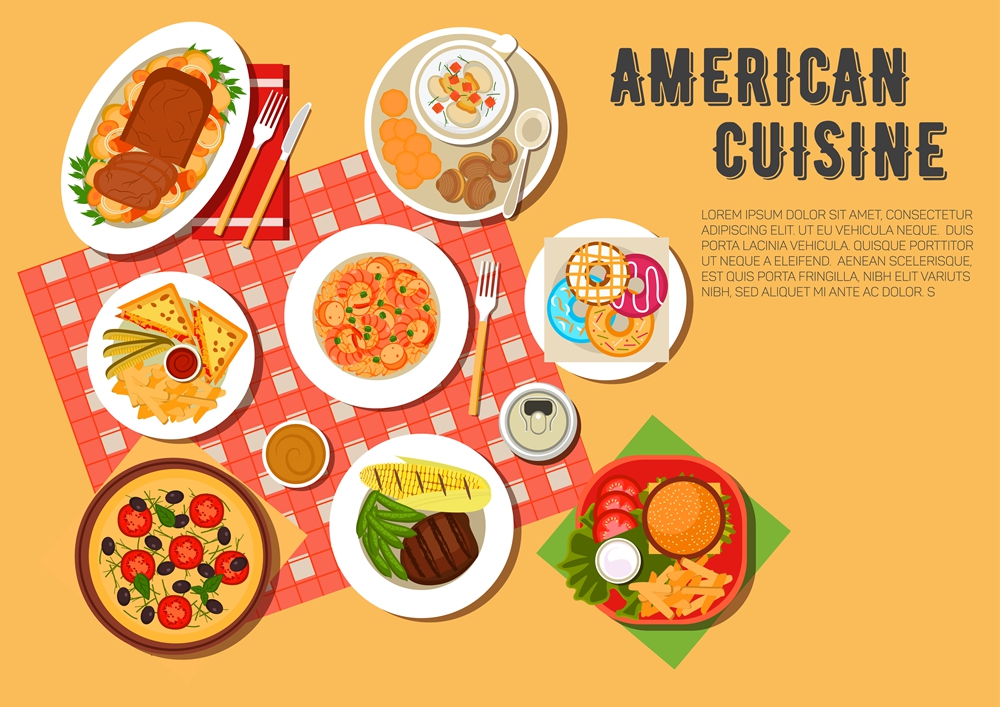 AMERICAN
CUISINE
LOREM IPSUM DOLOR SIT AMET, CONSECTETUR
ADIPISCING ELIT. UT EU VEHICULA NEQUE. DUIS
PORTA LACINIA VEHICULA. QUISQUE PORTTITOR
UT NEQUE A ELEIFEND. AENEAN SCELERISQUE,
EST QUIS PORTA FRINGILLA, NIBH ELIT VARIUTS
NIBH, SED ALIQUET MI ANTE AC DOLOR. S